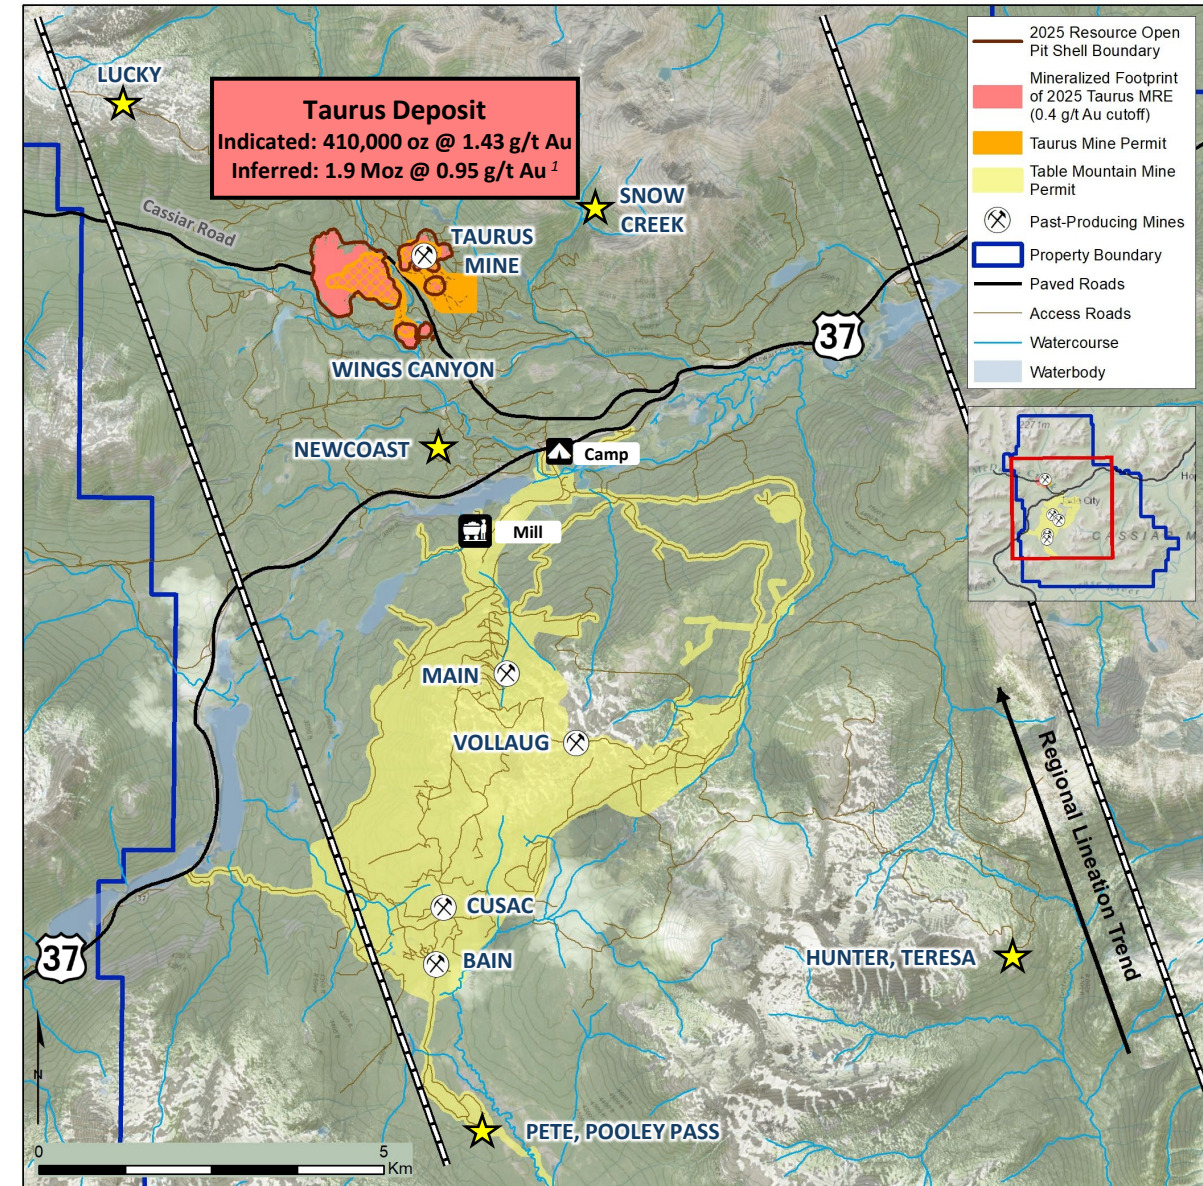 LUCKY
Taurus Deposit
Indicated: 410,000 oz @ 1.43 g/t Au
Inferred: 1.9 Moz @ 0.95 g/t Au 1
SNOW
CREEK
Cassiar Road
TAURUS
MINE
WINGS CANYON
37
NEWCOAST
Camp
Mill
MAIN
VOLLAUG
CUSAC
BAIN
37
HUNTER, TERESA
PETE, POOLEY PASS
Regional Lineation Trend
N
0 5
Km
2025 Resource Open
Pit Shell Boundary
Mineralized Footprint
of 2025 Taurus MRE
(0.4 g/t Au cutoff)
Taurus Mine Permit
Table Mountain Mine
Permit
Past-Producing Mines
Property Boundary
Paved Roads
Access Roads
Watercourse
Waterbody
2271m
City
CASSIA